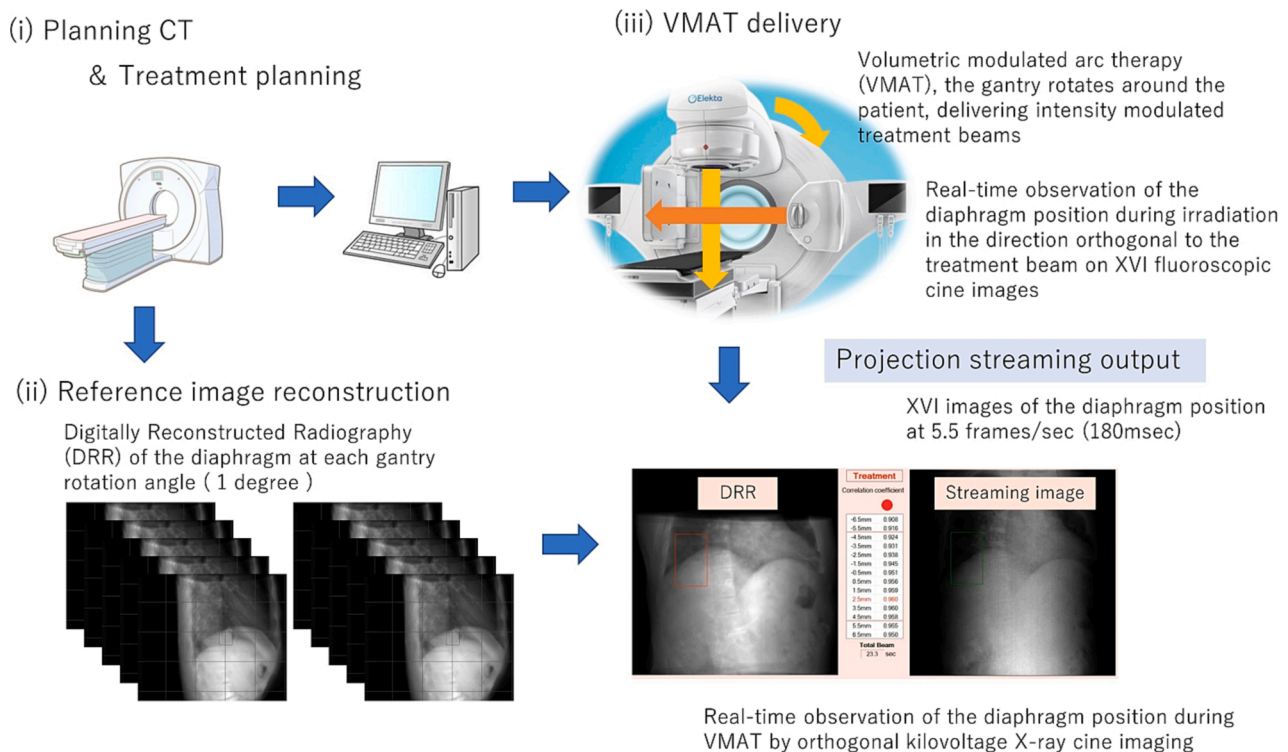 (i) Planning CT
& Treatment planning
(iii) VMAT delivery
Volumetric modulated arc therapy
(VMAT), the gantry rotates around the
patient, delivering intensity modulated
treatment beams
Elekta
Real-time observation of the
diaphragm position during irradiation
in the direction orthogonal to the
treatment beam on XVI fluoroscopic
cine images
Projection streaming output
XVI images of the diaphragm position
at 5.5 frames/sec (180msec)
(ii) Reference image reconstruction
Digitally Reconstructed Radiography
(DRR) of the diaphragm at each gantry
rotation angle ( 1 degree )
DRR
Treatment
Correlation coefficient
-6.5mm 0.908
-5.5mm 0.916
-4.5mm 0.924
-3.5mm 0.931
-2.5mm 0.938
-1.5mm 0.945
-0.5mm 0.951
0.5mm 0.956
1.5mm 0.959
2.5mm 0.960
3.5mm 0.960
4.5mm 0.958
5.5mm 0.955
6.5mm 0.950
Total Beam
23.3 sec
Streaming image
Real-time observation of the diaphragm position during
VMAT by orthogonal kilovoltage X-ray cine imaging